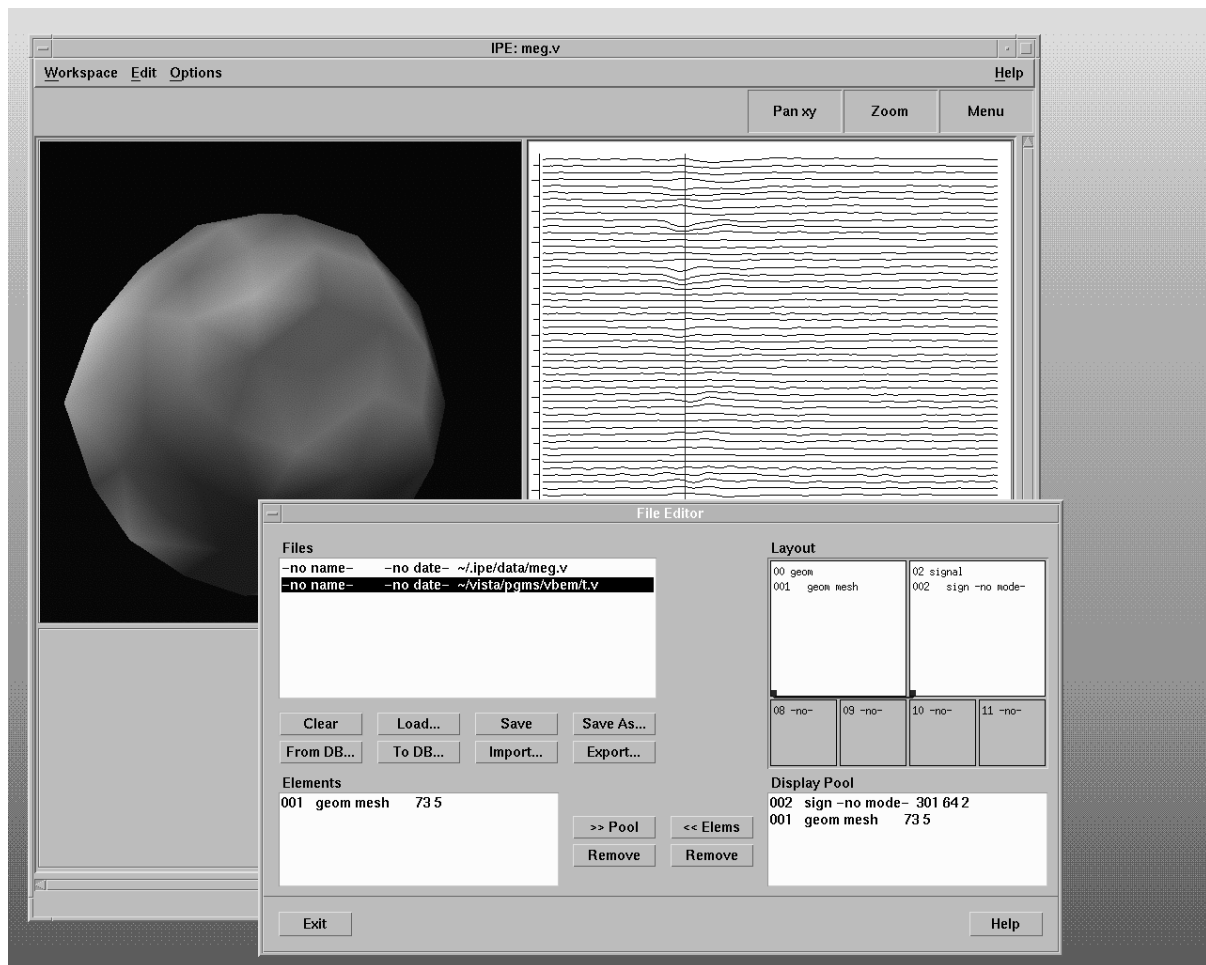 IPE: meg.v
Workspace Edit Options Help
Pan xy Zoom Menu
File Editor
Files
-no name- -no date- ~/.ipe/data/meg.v
-no name- -no date- ~/vista/pgms/vbem/t.v
Clear Load... Save Save As...
From DB... To DB... Import... Export...
Elements
001 geom mesh 73 5
>> Pool << Elems
Remove Remove
Layout
00 geom
001 geom mesh
02 signal
002 sign -no mode-
08 -no- 09 -no- 10 -no- 11 -no-
Display Pool
002 sign -no mode- 301 64 2
001 geom mesh 73 5
Exit Help